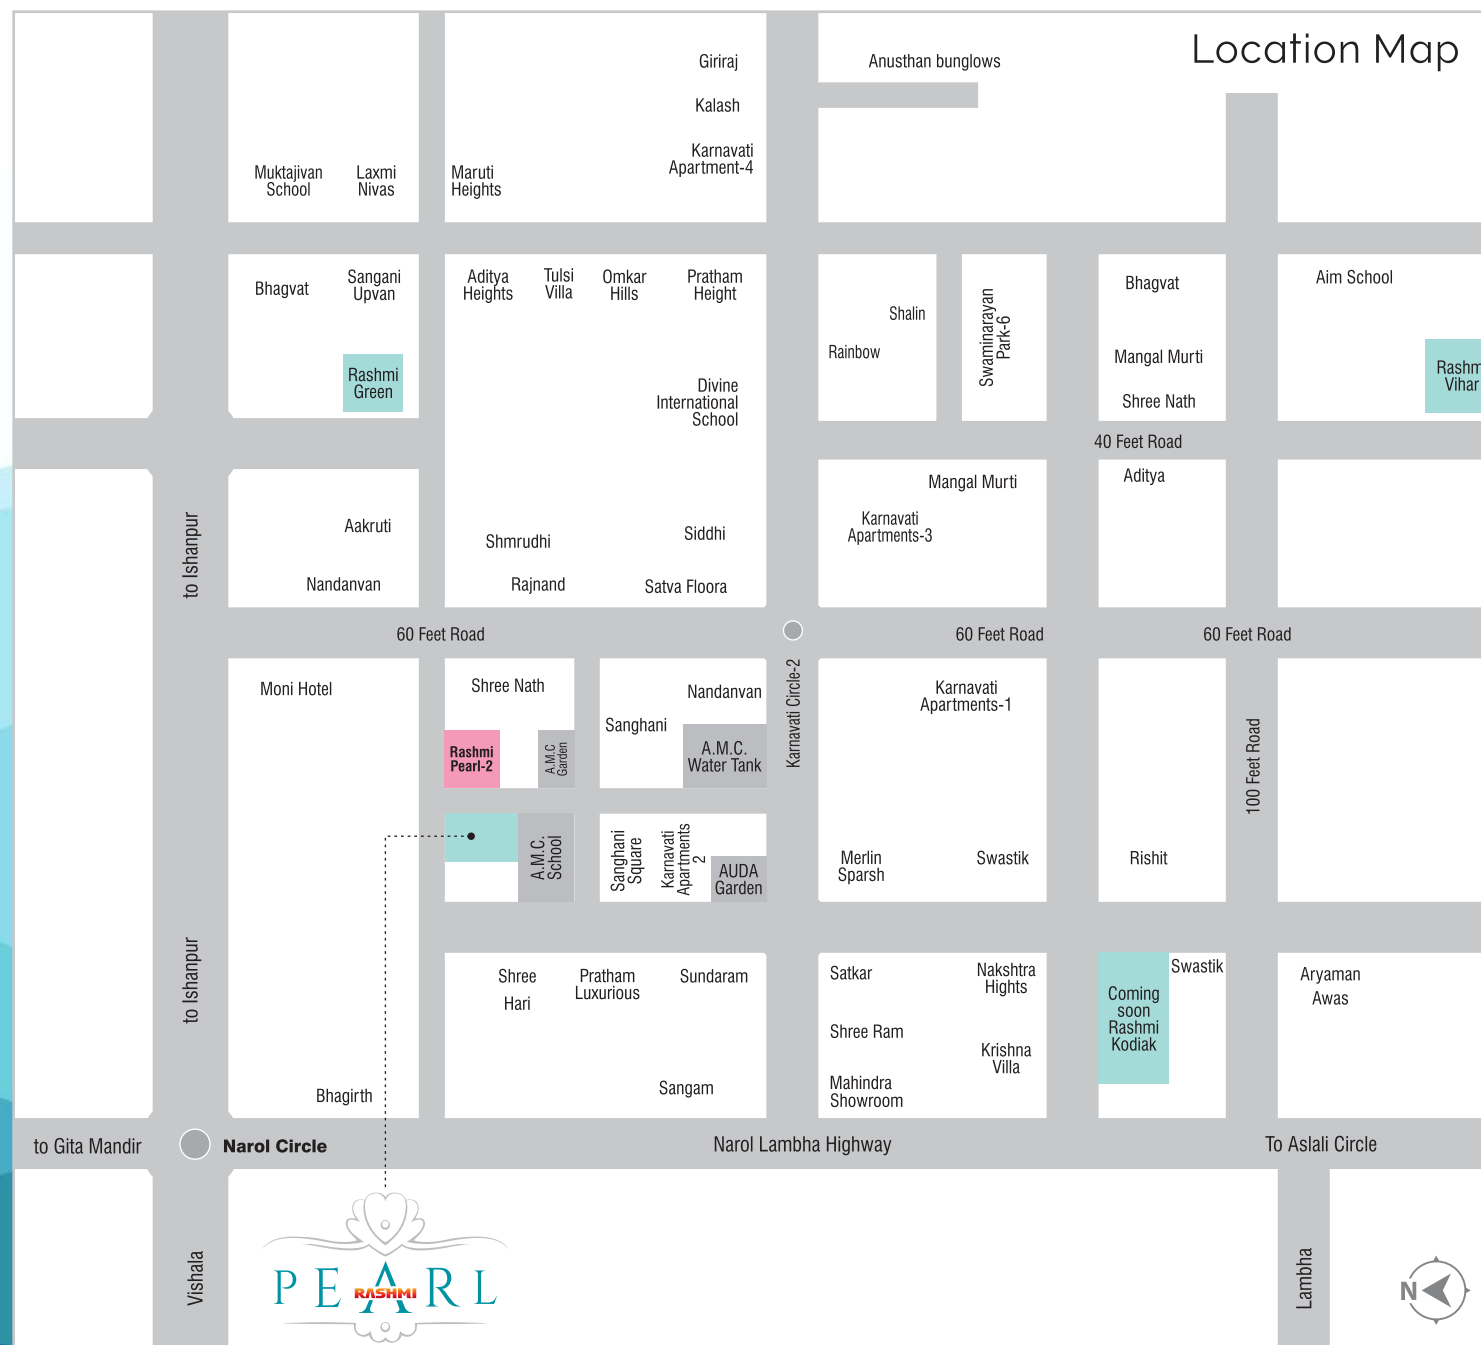 Location Map
Giriraj
Kalash
Karnavati
Apartment-4
Anusthan bunglows
Muktajivan
School
Laxmi
Nivas
Maruti
Heights
Bhagvat
Sangani
Upvan
Rashmi
Green
Aditya
Heights
Tulsi
Villa
Omkar
Hills
Pratham
Height
Divine
International
School
Shalin
Rainbow
Swaminarayan
Park-6
Bhagvat
Mangal Murti
Shree Nath
Aim School
Rashm
Vihar
40 Feet Road
to Ishanpur
Aakruti
Nandanvan
Shmrudhi
Rajnand
Siddhi
Satva Floora
Mangal Murti
Karnavati
Apartments-3
Aditya
60 Feet Road
60 Feet Road
60 Feet Road
Moni Hotel
Shree Nath
Rashmi
Pearl-2
A.M.C
Garden
Sanghani
Nandanvan
A.M.C.
Water Tank
Karnavati Circle-2
Karnavati
Apartments-1
100 Feet Road
A.M.C.
School
Sanghani
Square
Karnavati
Apartments
2
AUDA
Garden
Merlin
Sparsh
Swastik
Rishit
to Ishanpur
Bhagirth
Shree
Hari
Pratham
Luxurious
Sundaram
Sangam
Satkar
Shree Ram
Mahindra
Showroom
Nakshtra
Hights
Krishna
Villa
Coming
soon
Rashmi
Kodiak
Swastik
Aryaman
Awas
to Gita Mandir
Narol Circle
Narol Lambha Highway
To Aslali Circle
Vishala
PEARL
RASHMI
Lambha
N